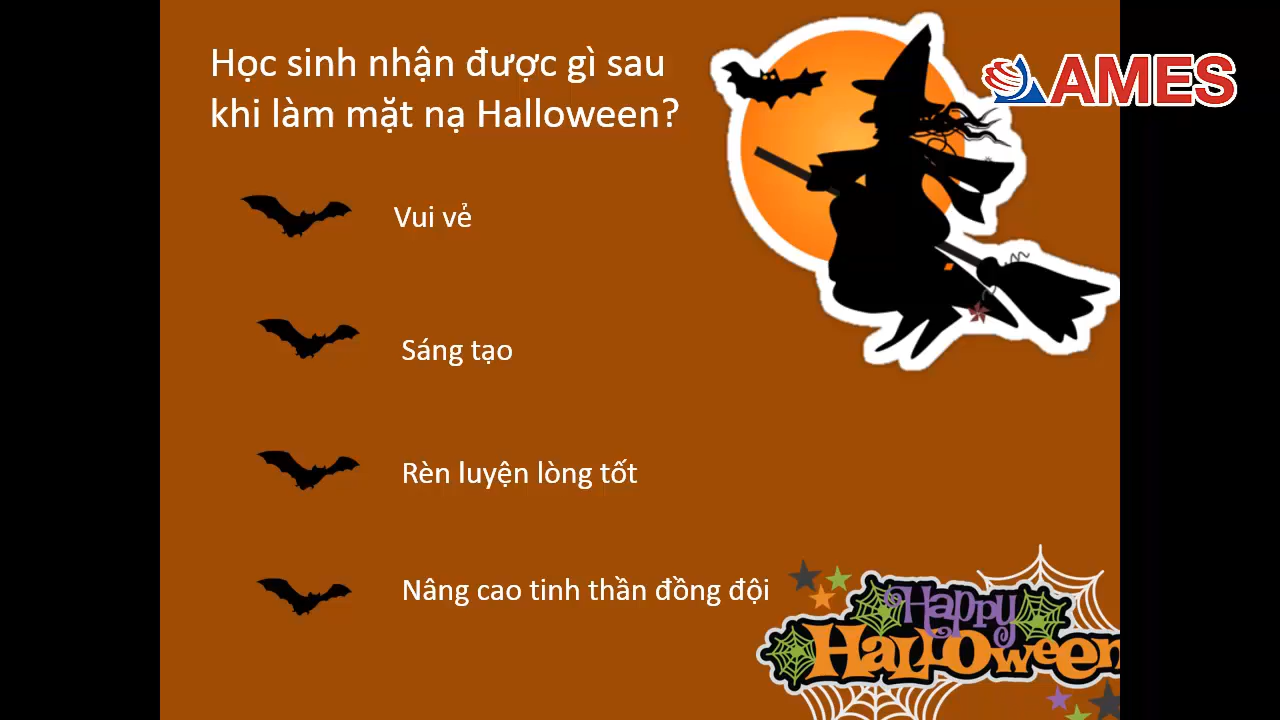 Học sinh nhận được gì sau
khi làm mặt nạ Halloween?
AMES
Vui vẻ
Sáng tạo
Rèn luyện lòng tốt
Nâng cao tinh thần đồng đội
Happy
Halloween